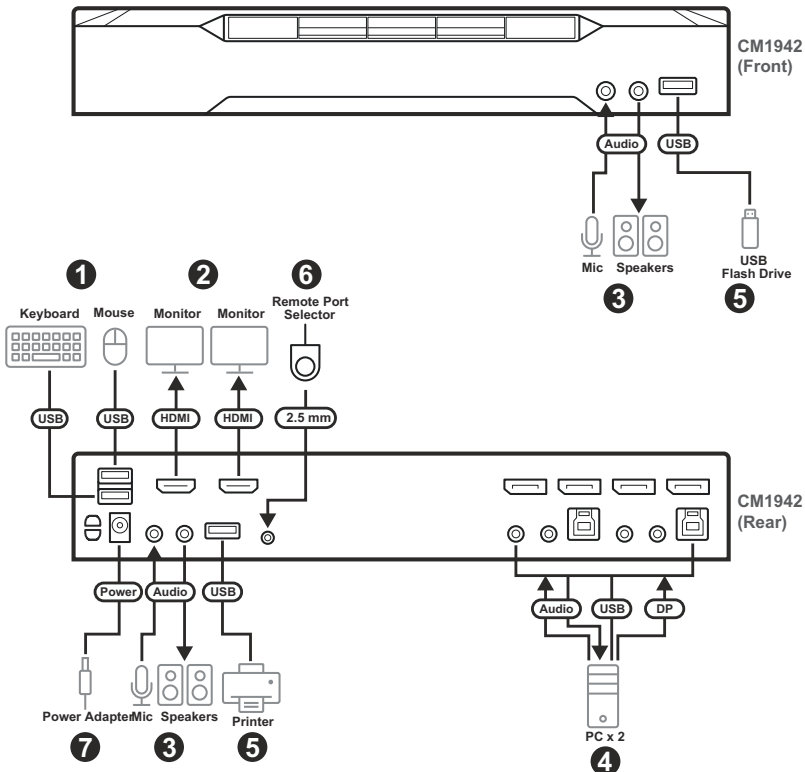 CM1942
(Front)
Audio
USB
Mic
Speakers
USB
Flash Drive
3
5
1
2
6
Keyboard
Mouse
Monitor
Monitor
Remote Port
Selector
USB
USB
HDMI
HDMI
2.5 mm
CM1942
(Rear)
Power
Audio
USB
Audio
USB
DP
Power Adapter
Mic
Speakers
Printer
PC x 2
7
3
5
4